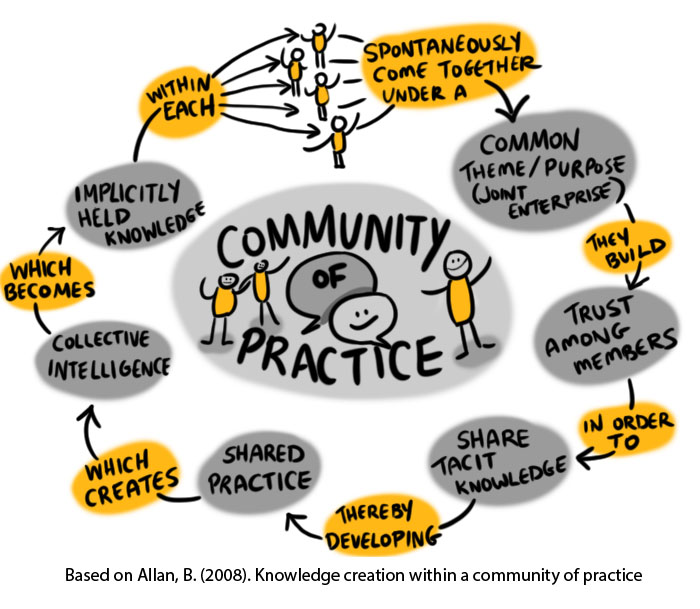 WITHIN
EACH
SPONTANEOUSLY
COME TOGETHER
UNDER A
COMMON
THEME/PURPOSE
(JOINT
ENTERPRISE)
THEY
BUILD
TRUST
AMONG
MEMBERS
IN ORDER
TO
SHARE
TACIT
KNOWLEDGE
THEREBY
DEVELOPING
SHARED
PRACTICE
WHICH
CREATES
COLLECTIVE
INTELLIGENCE
WHICH
BECOMES
IMPLICITLY
HELD
KNOWLEDGE
COMMUNITY
OF
PRACTICE
Based on Allan, B. (2008). Knowledge creation within a community of practice